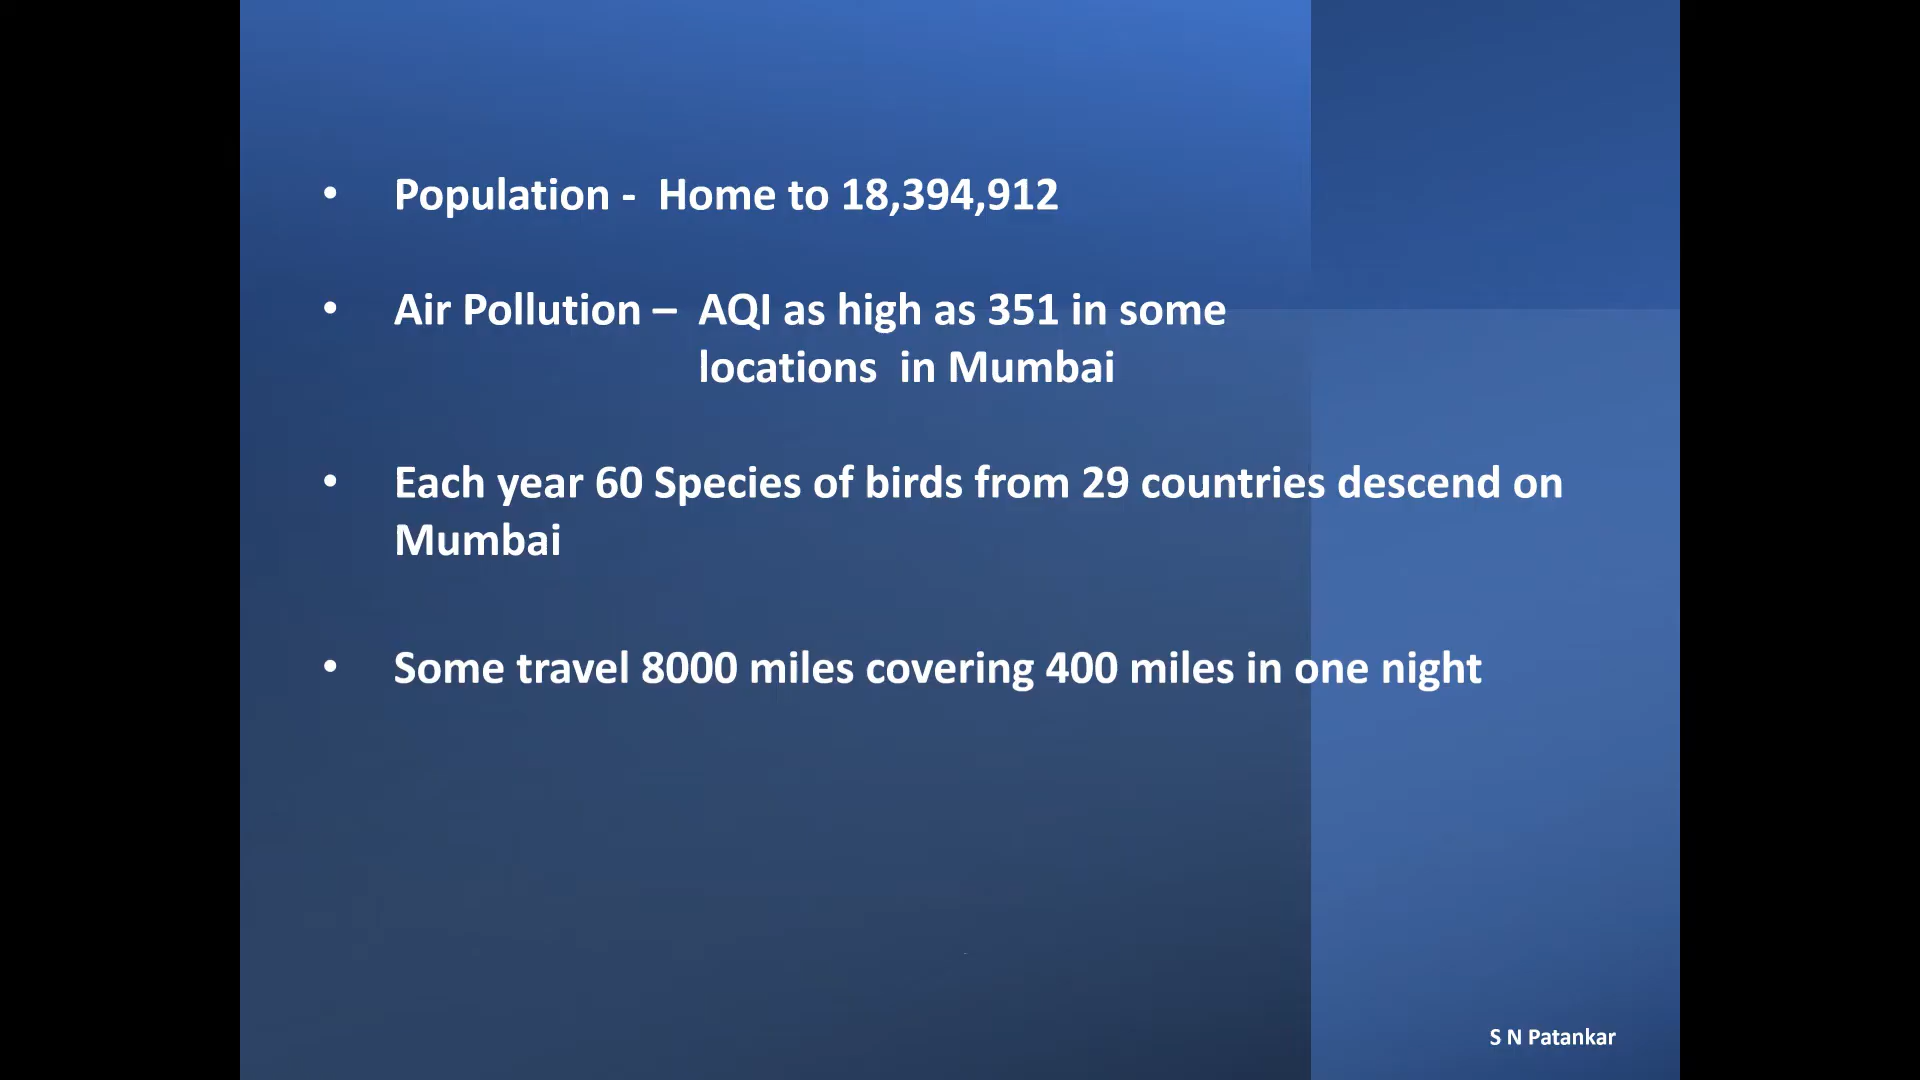 • Population -  Home to 18,394,912
• Air Pollution –  AQI as high as 351 in some
locations  in Mumbai
• Each year 60 Species of birds from 29 countries descend on
Mumbai
• Some travel 8000 miles covering 400 miles in one night
S N Patankar